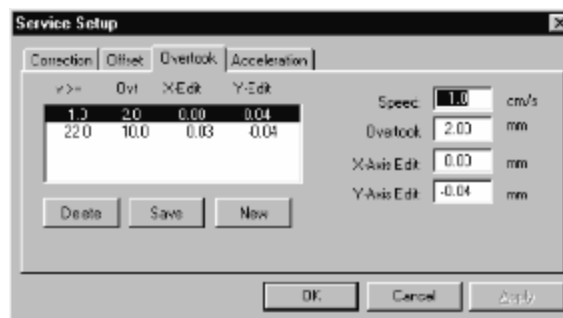 Service Setup
Correction Offset Overlook Acceleration
v>= Ovl X-Edit Y-Edit
1.0 2.0 0.00 0.04
22.0 10.0 0.03 -0.04
Speed: 1.0 cm/s
Overlook: 2.00 mm
X-Axis Edit: 0.00 mm
Y-Axis Edit: -0.04 mm
Delete Save New
OK Cancel Apply